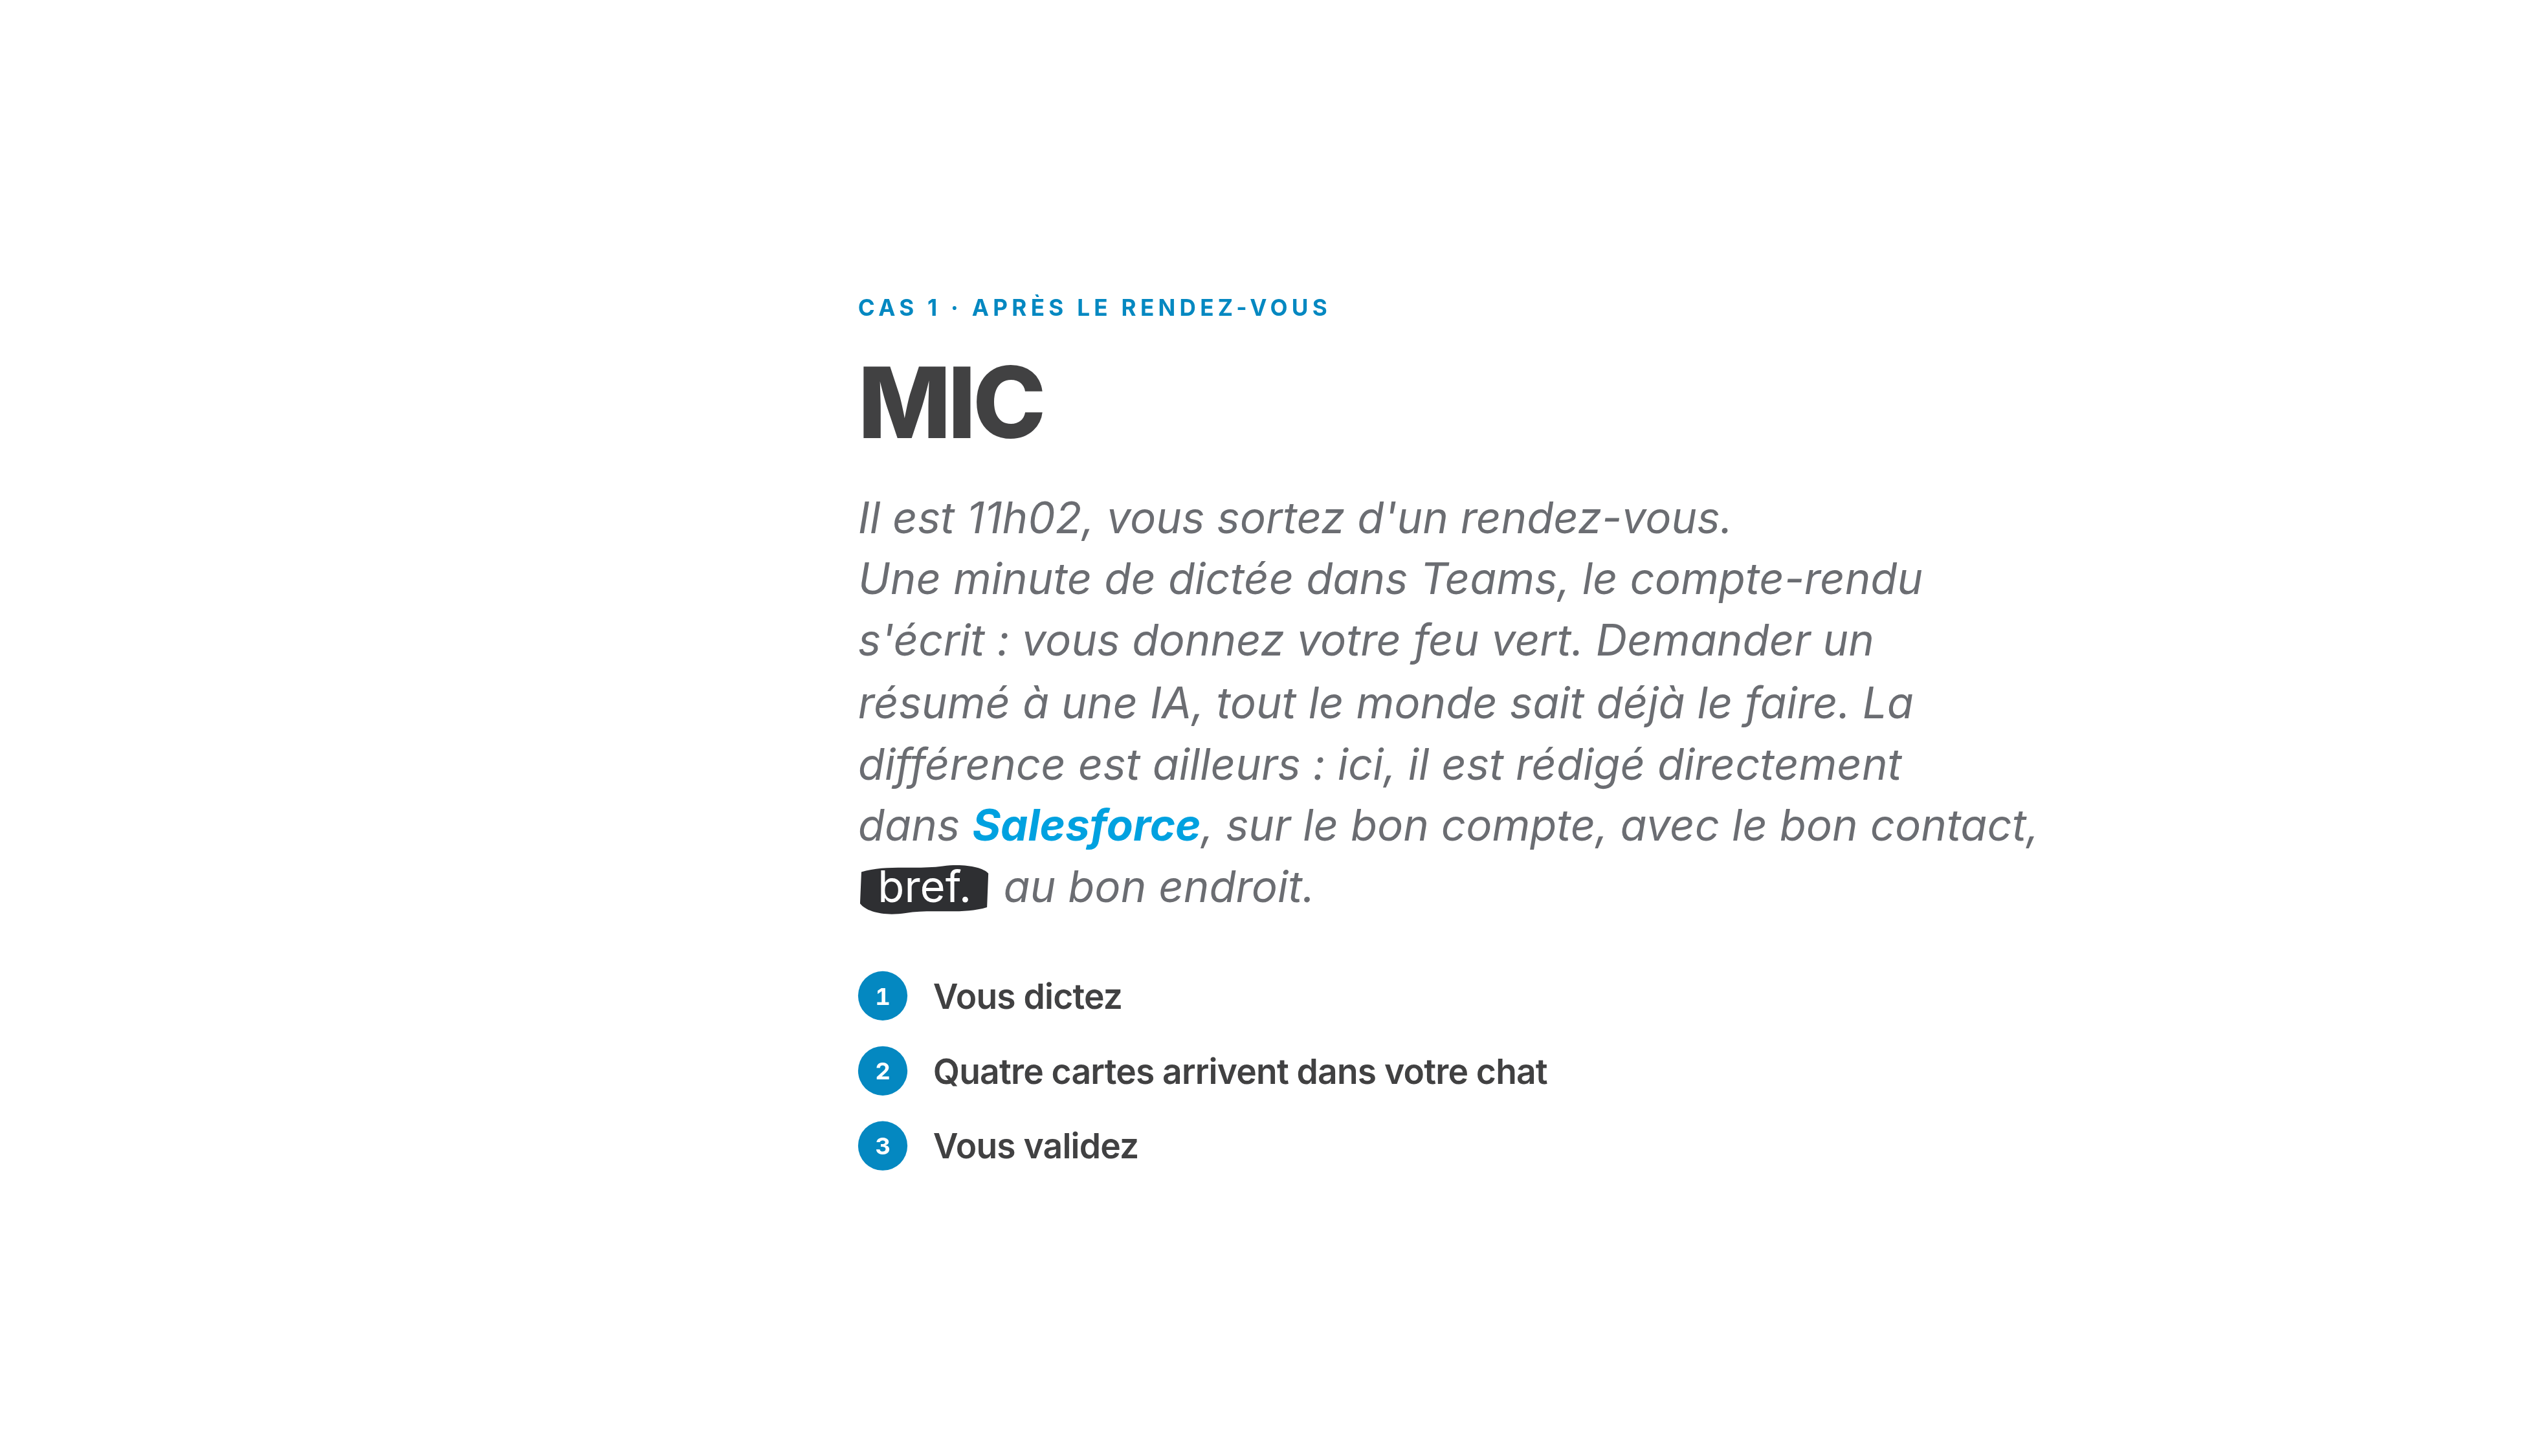 CAS 1 · APRÈS LE RENDEZ-VOUS
MIC
Il est 11h02, vous sortez d'un rendez-vous.
Une minute de dictée dans Teams, le compte-rendu
s'écrit : vous donnez votre feu vert. Demander un
résumé à une IA, tout le monde sait déjà le faire. La
différence est ailleurs : ici, il est rédigé directement
dans Salesforce, sur le bon compte, avec le bon contact,
bref. au bon endroit.
1 Vous dictez
2 Quatre cartes arrivent dans votre chat
3 Vous validez